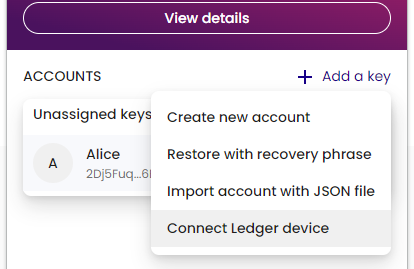 View details
ACCOUNTS
+ Add a key
Unassigned keys
A
Alice
2Dj5Fuq...6
Create new account
Restore with recovery phrase
Import account with JSON file
Connect Ledger device